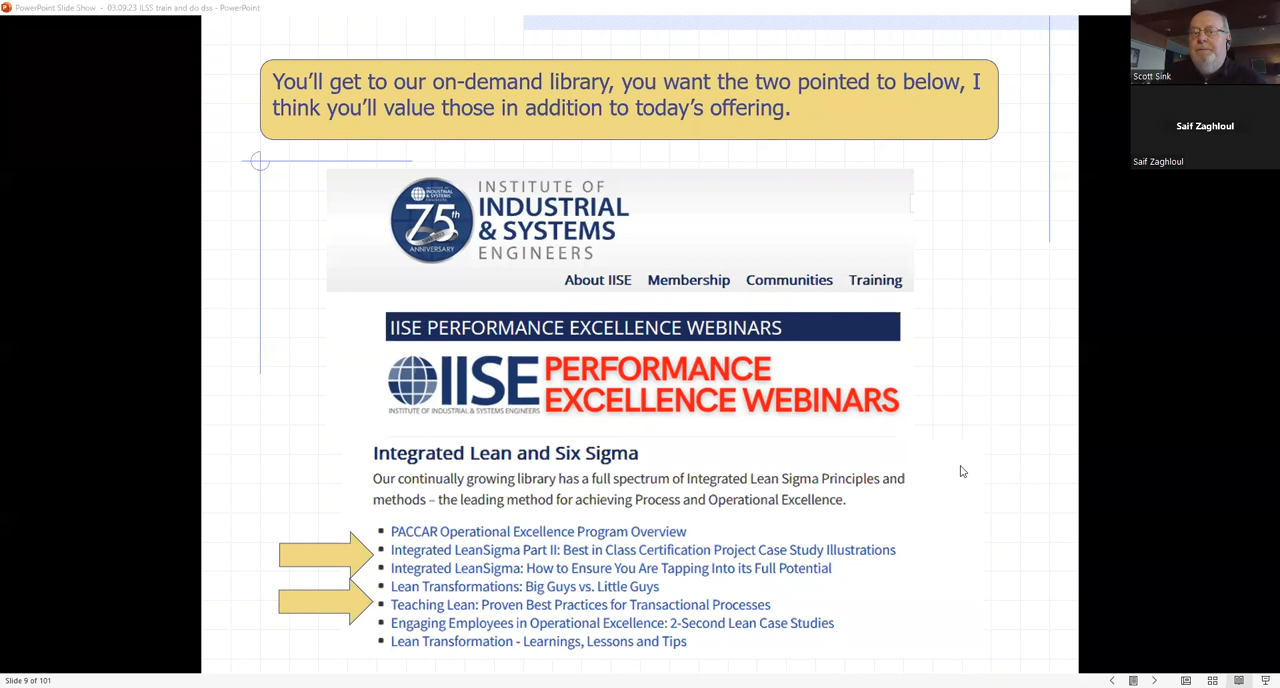 PowerPoint Slide Show - 03.09.23 ILSS train and do dss - PowerPoint
You'll get to our on-demand library, you want the two pointed to below, I
think you'll value those in addition to today's offering.
Scott Sink
Saif Zaghloul
Saif Zaghloul
INSTITUTE OF
INDUSTRIAL
& SYSTEMS
ENGINEERS
75th
ANNIVERSARY
About IISE Membership Communities Training
IISE PERFORMANCE EXCELLENCE WEBINARS
IISE
INSTITUTE OF INDUSTRIAL & SYSTEMS ENGINEERS
PERFORMANCE
EXCELLENCE WEBINARS
Integrated Lean and Six Sigma
Our continually growing library has a full spectrum of Integrated Lean Sigma Principles and
methods – the leading method for achieving Process and Operational Excellence.
PACCAR Operational Excellence Program Overview
Integrated LeanSigma Part II: Best in Class Certification Project Case Study Illustrations
Integrated LeanSigma: How to Ensure You Are Tapping Into its Full Potential
Lean Transformations: Big Guys vs. Little Guys
Teaching Lean: Proven Best Practices for Transactional Processes
Engaging Employees in Operational Excellence: 2-Second Lean Case Studies
Lean Transformation - Learnings, Lessons and Tips
Slide 9 of 101